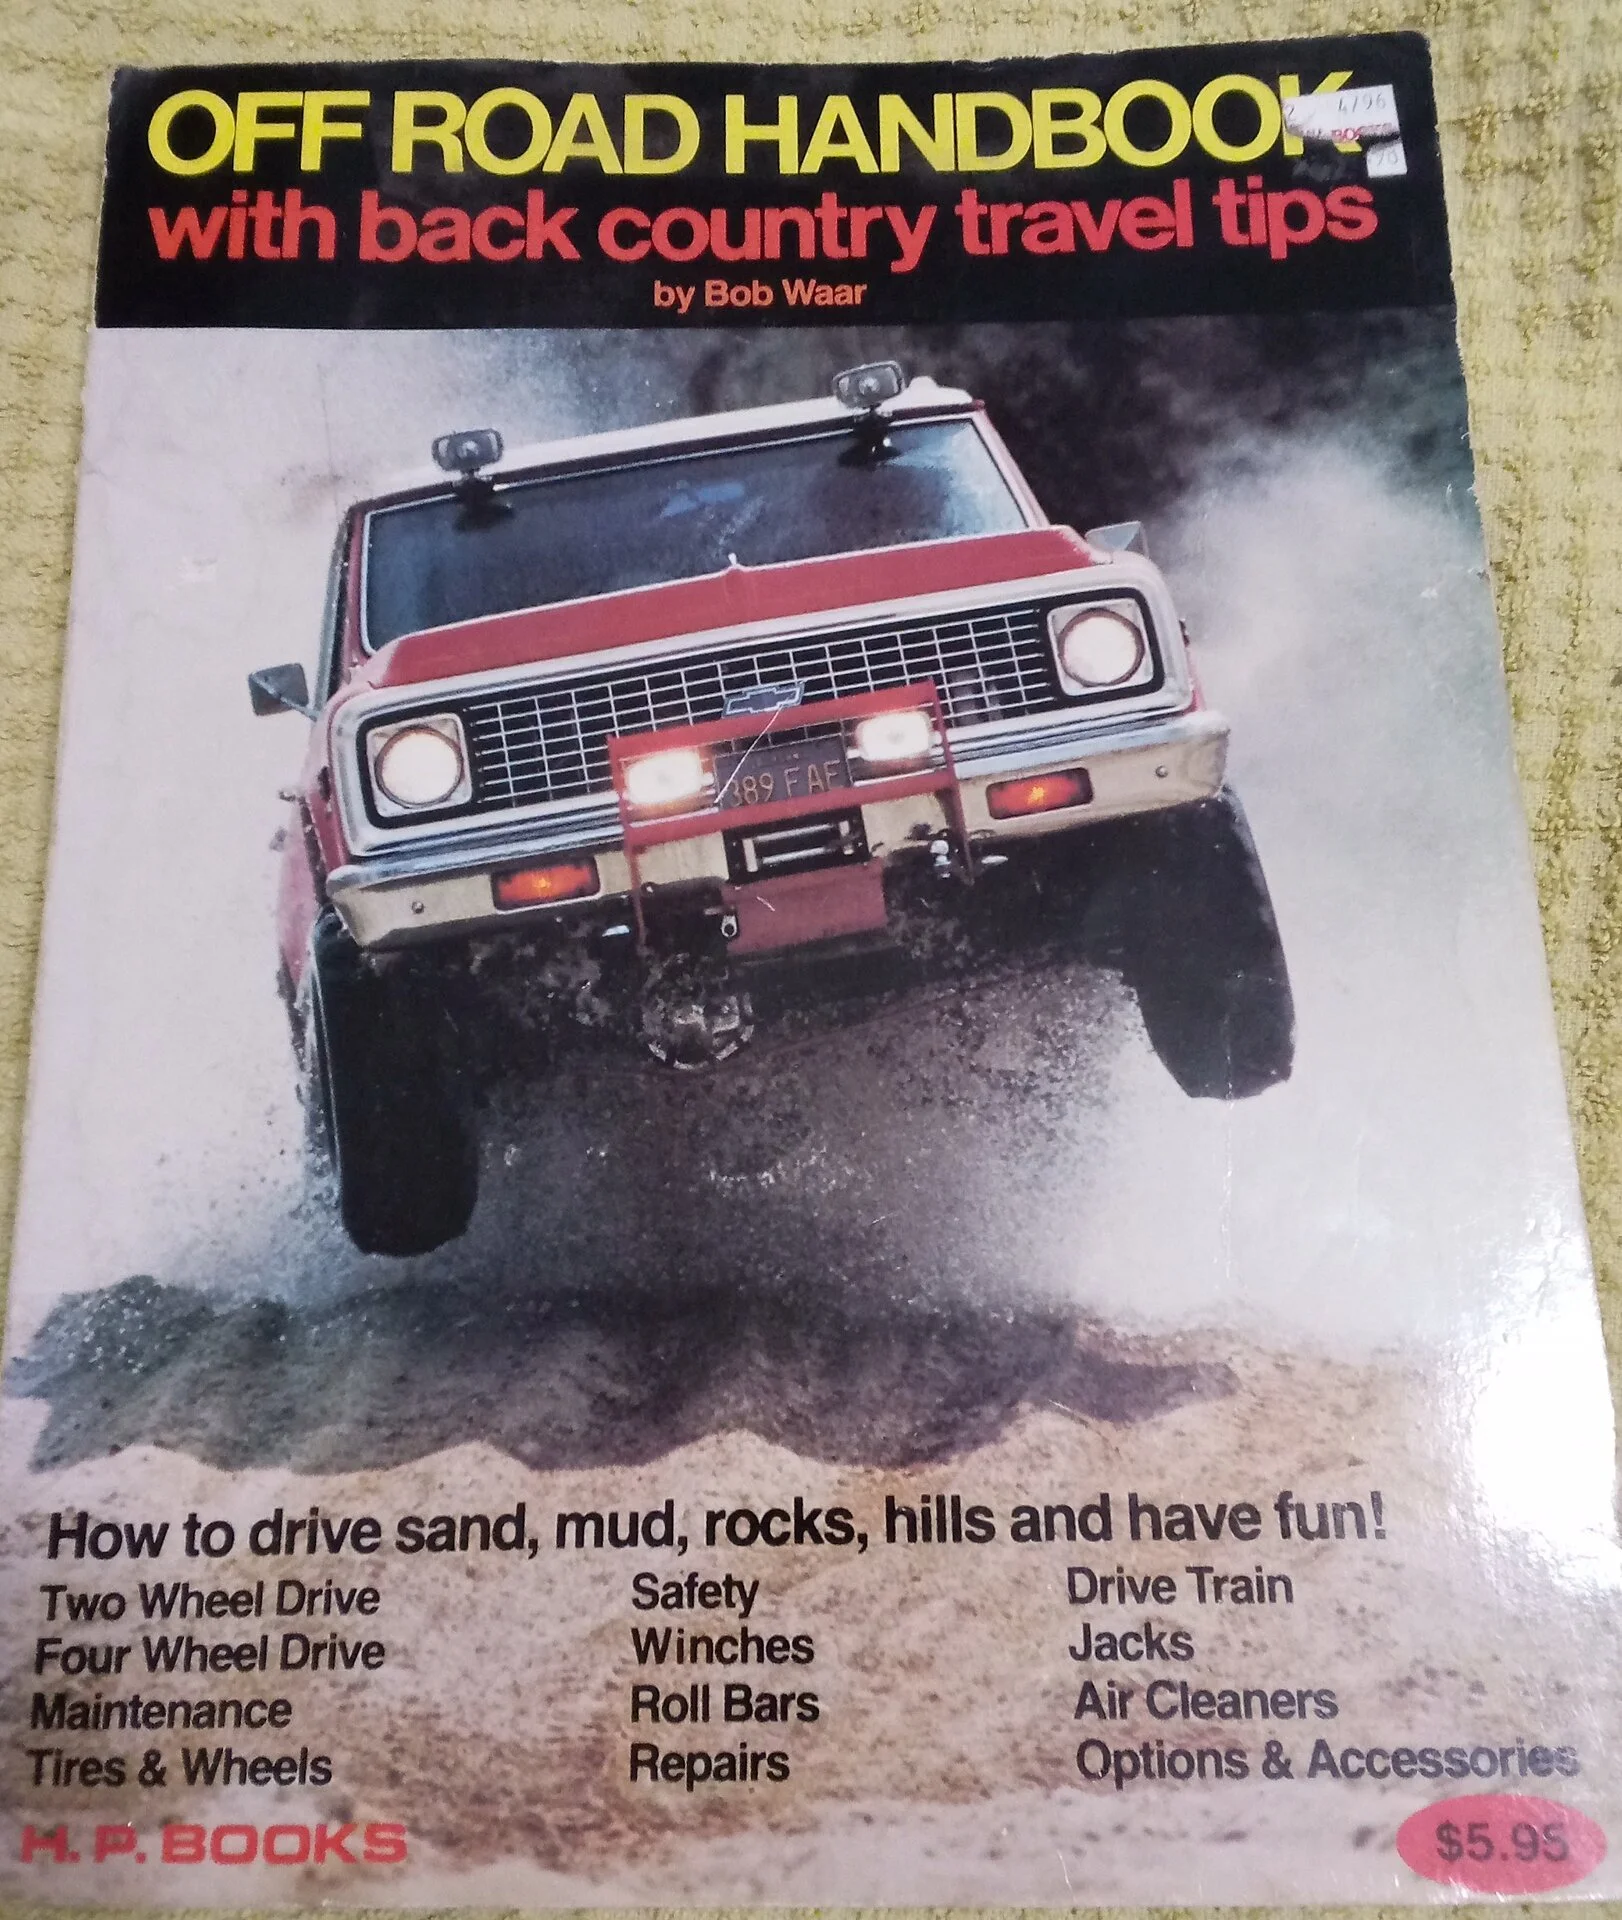 OFF ROAD HANDBOOK
4/96
with back country travel tips
by Bob Waar
389 FAF
How to drive sand, mud, rocks, hills and have fun!
Two Wheel Drive
Four Wheel Drive
Maintenance
Tires & Wheels
Safety
Winches
Roll Bars
Repairs
Drive Train
Jacks
Air Cleaners
Options & Accessories
H.P. BOOKS
$5.95